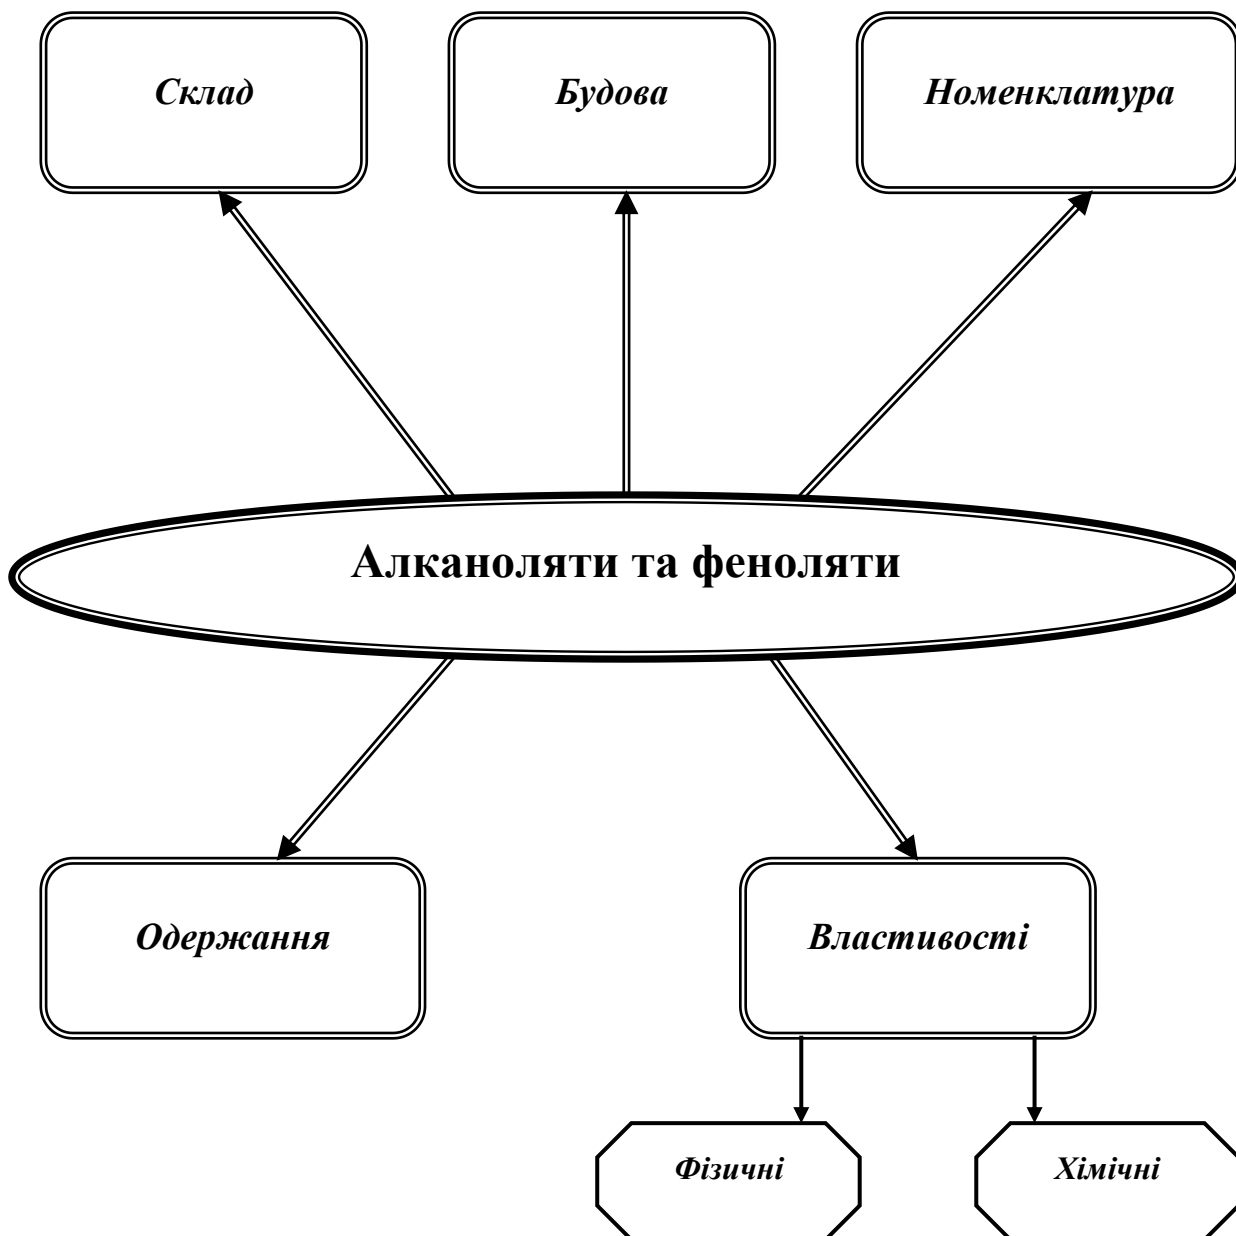 Склад
Будова
Номенклатура
Алканоляти та феноляти
Одержання
Властивості
Фізичні
Хімічні